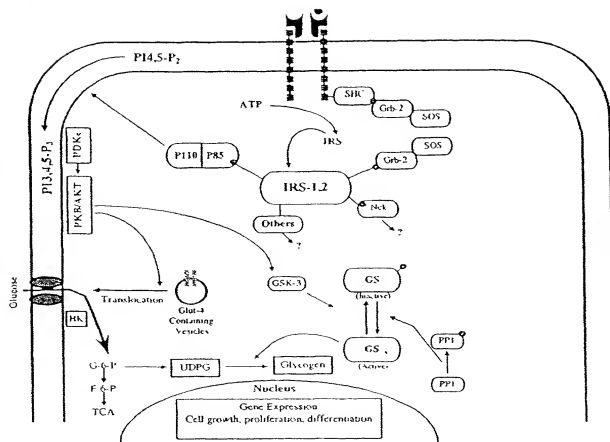 PI4,5-P2
ATP
SHC
Grb-2
SOS
IRS
P110 P85
IRS-1,2
Grb-2
SOS
Nck
?
Others
?
PI3,4,5-P3
PDKs
PKB/AKT
GSK-3
GS
(Inactive)
GS
(Active)
PP1
PP1
Glucose
Translocation
Glut-4
Containing
Vesicles
HK
G-6-P
UDPG
Glycogen
F-6-P
TCA
Nucleus
Gene Expression
Cell growth, proliferation, differentiation